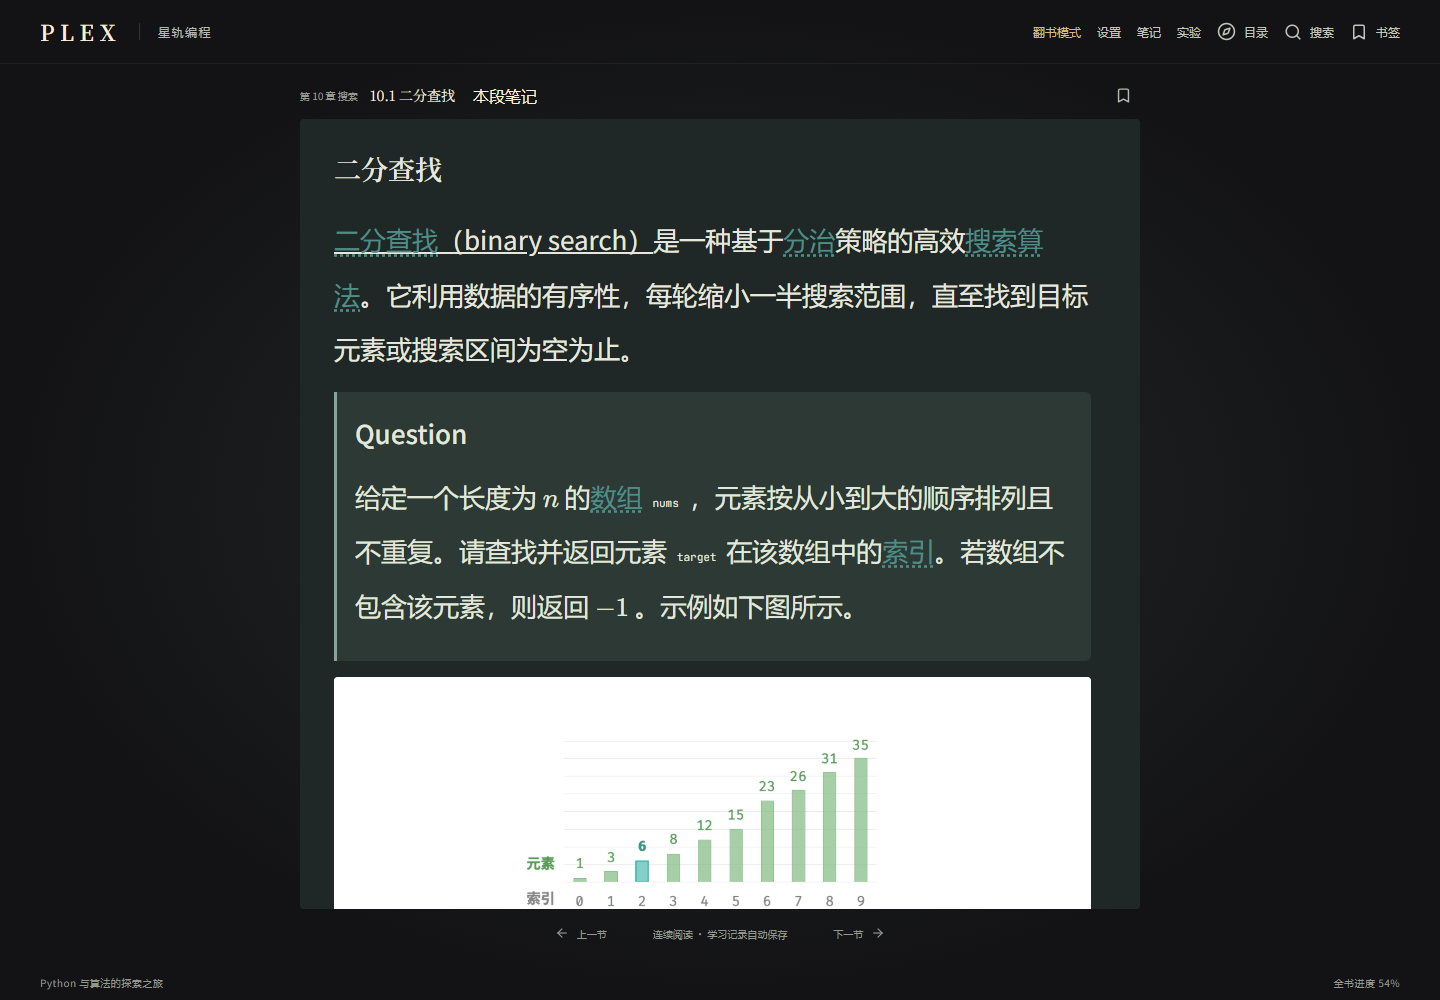 PLEX 星轨编程 翻书模式 设置 笔记 实验 目录 搜索 书签
第 10 章 搜索 10.1 二分查找 本段笔记
二分查找
二分查找（binary search）是一种基于分治策略的高效搜索算
法。它利用数据的有序性，每轮缩小一半搜索范围，直至找到目标
元素或搜索区间为空为止。
Question
给定一个长度为 n 的数组 nums ，元素按从小到大的顺序排列且
不重复。请查找并返回元素 target 在该数组中的索引。若数组不
包含该元素，则返回 −1 。示例如下图所示。
元素 1 3 6 8 12 15 23 26 31 35
索引 0 1 2 3 4 5 6 7 8 9
← 上一节 连续阅读 · 学习记录自动保存 下一节 →
Python 与算法的探索之旅 全书进度 54%